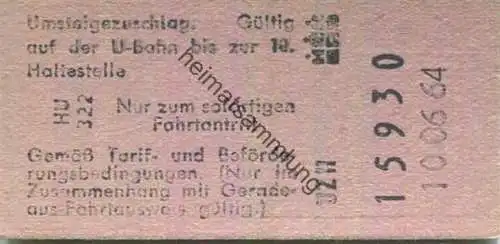 Umsteigezuschlag. Gültig
auf der U-Bahn bis zur 10.
Haltestelle
HU
322
Nur zum sofortigen
Fahrtantritt
Gemäß Tarif- und Beförde-
rungsbedingungen. (Nur im
Zusammenhang mit Gerade-
aus-Fahrtausweis gültig.)
UZ11
15930
10.06.64
heimatsammlung